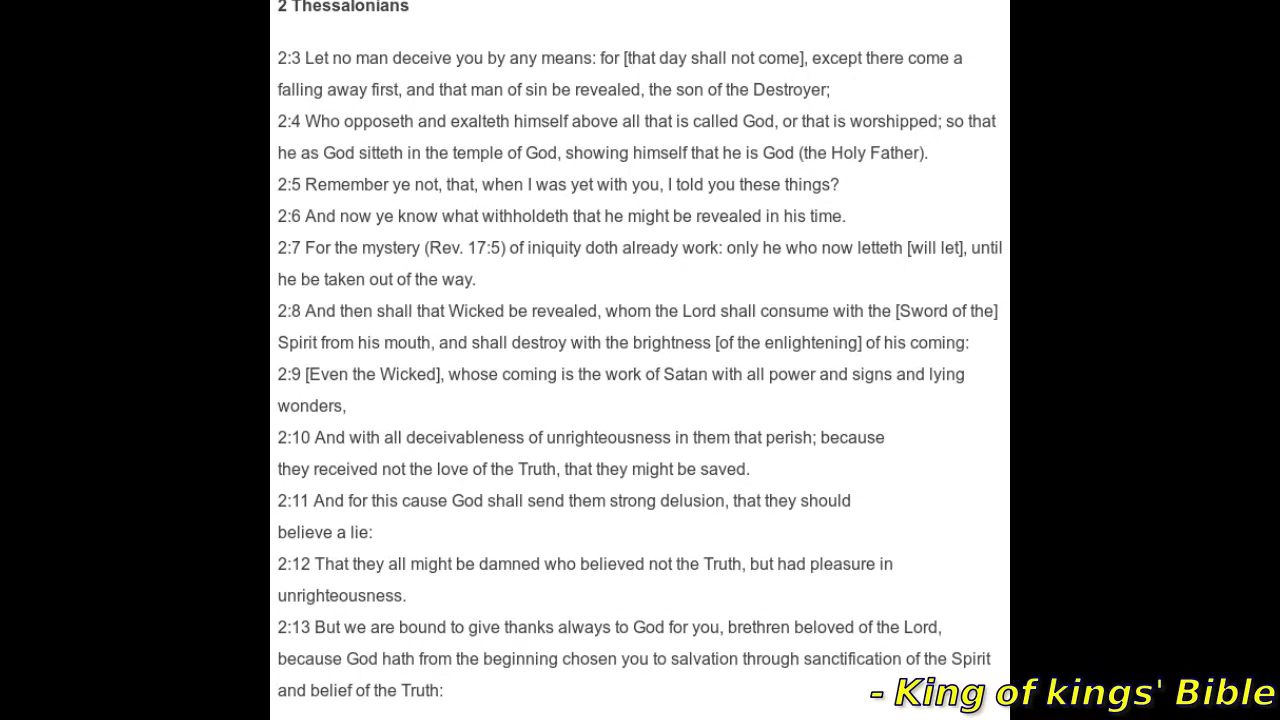 2 Thessalonians
2:3 Let no man deceive you by any means: for [that day shall not come], except there come a
falling away first, and that man of sin be revealed, the son of the Destroyer;
2:4 Who opposeth and exalteth himself above all that is called God, or that is worshipped; so that
he as God sitteth in the temple of God, showing himself that he is God (the Holy Father).
2:5 Remember ye not, that, when I was yet with you, I told you these things?
2:6 And now ye know what withholdeth that he might be revealed in his time.
2:7 For the mystery (Rev. 17:5) of iniquity doth already work: only he who now letteth [will let], until
he be taken out of the way.
2:8 And then shall that Wicked be revealed, whom the Lord shall consume with the [Sword of the]
Spirit from his mouth, and shall destroy with the brightness [of the enlightening] of his coming:
2:9 [Even the Wicked], whose coming is the work of Satan with all power and signs and lying
wonders,
2:10 And with all deceivableness of unrighteousness in them that perish; because
they received not the love of the Truth, that they might be saved.
2:11 And for this cause God shall send them strong delusion, that they should
believe a lie:
2:12 That they all might be damned who believed not the Truth, but had pleasure in
unrighteousness.
2:13 But we are bound to give thanks always to God for you, brethren beloved of the Lord,
because God hath from the beginning chosen you to salvation through sanctification of the Spirit
and belief of the Truth:
- King of kings' Bible